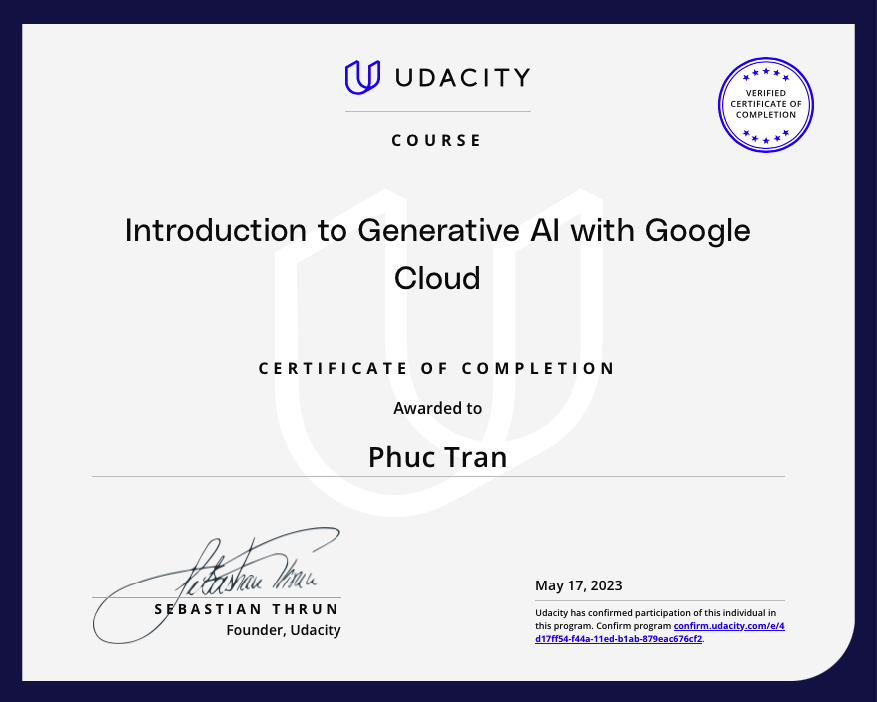 UDACITY
VERIFIED
CERTIFICATE OF
COMPLETION
COURSE
Introduction to Generative AI with Google
Cloud
CERTIFICATE OF COMPLETION
Awarded to
Phuc Tran
Sebastian Thrun
SEBASTIAN THRUN
Founder, Udacity
May 17, 2023
Udacity has confirmed participation of this individual in
this program. Confirm program confirm.udacity.com/e/4
d17ff54-f44a-11ed-b1ab-879eac676cf2.